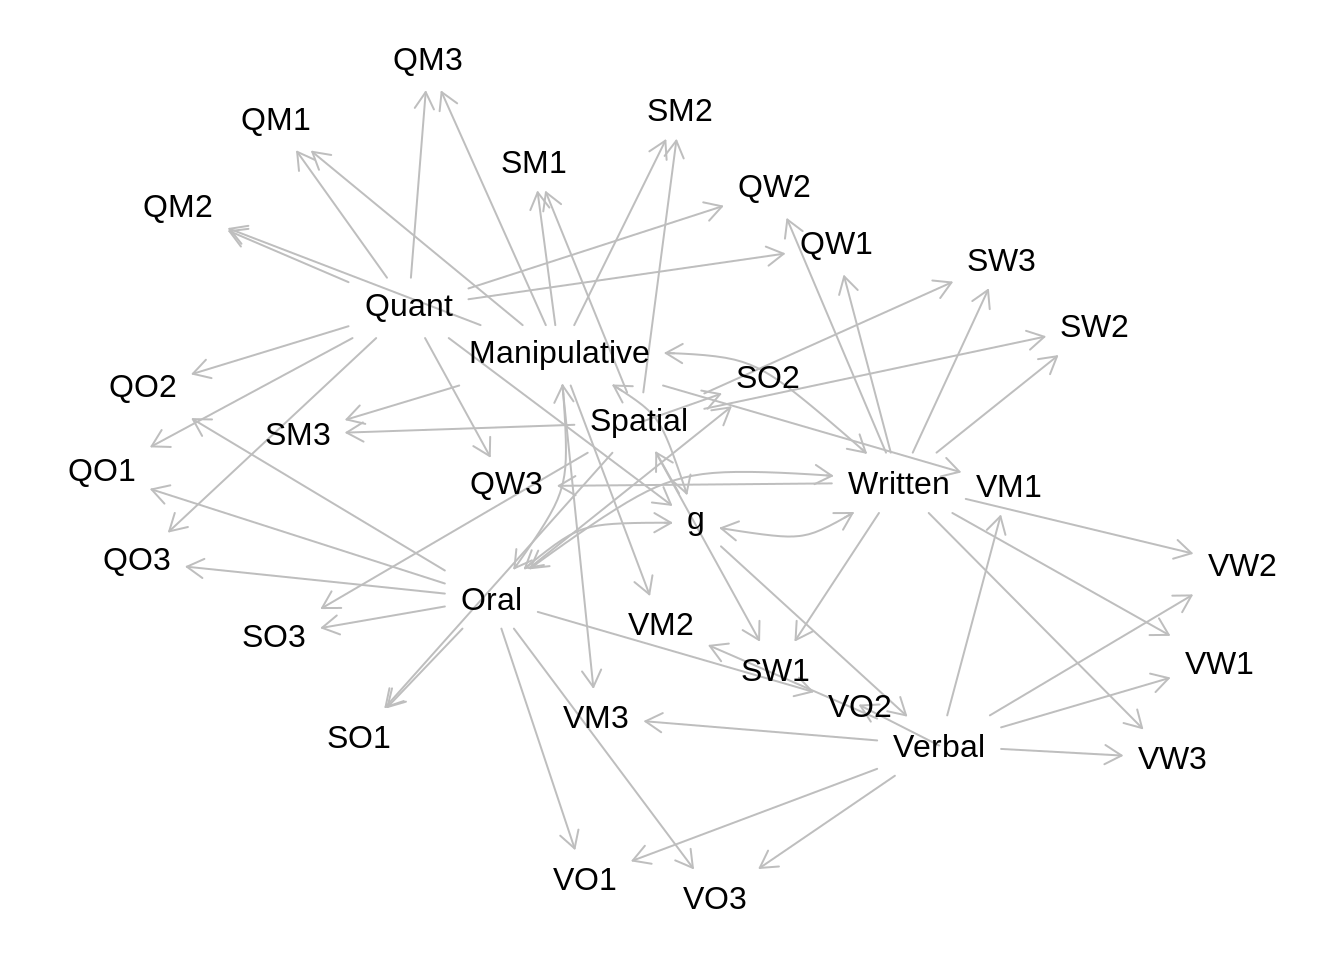 QM3
SM2
QM1
SM1
QW2
QM2
QW1
SW3
Quant
SW2
Manipulative
SO2
QO2
Spatial
SM3
QO1
QW3
Written
VM1
g
QO3
VW2
Oral
VM2
SO3
VW1
SW1
VO2
VM3
SO1
Verbal
VW3
VO1
VO3